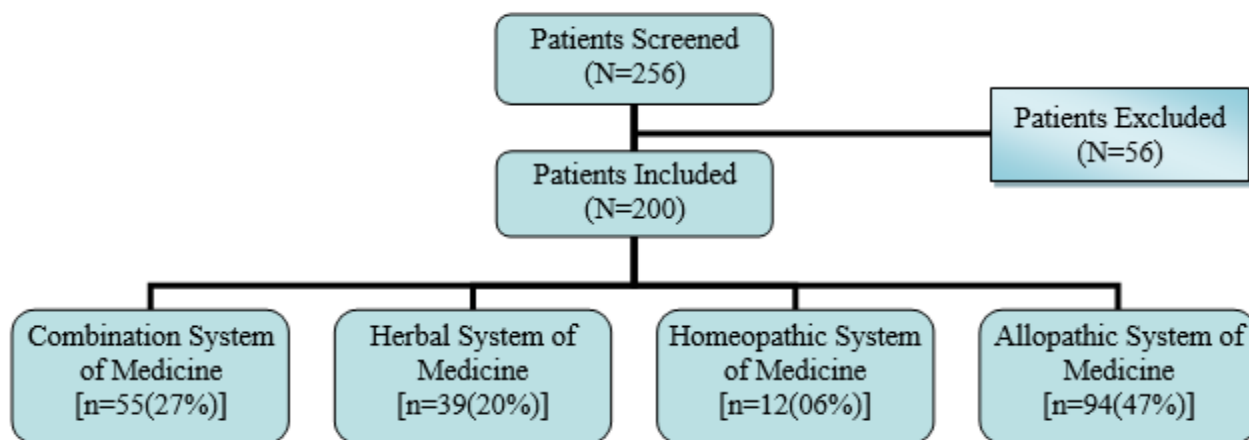 Patients Screened
(N=256)
Patients Excluded
(N=56)
Patients Included
(N=200)
Combination System
of Medicine
[n=55(27%)]
Herbal System of
Medicine
[n=39(20%)]
Homeopathic System
of Medicine
[n=12(06%)]
Allopathic System of
Medicine
[n=94(47%)]